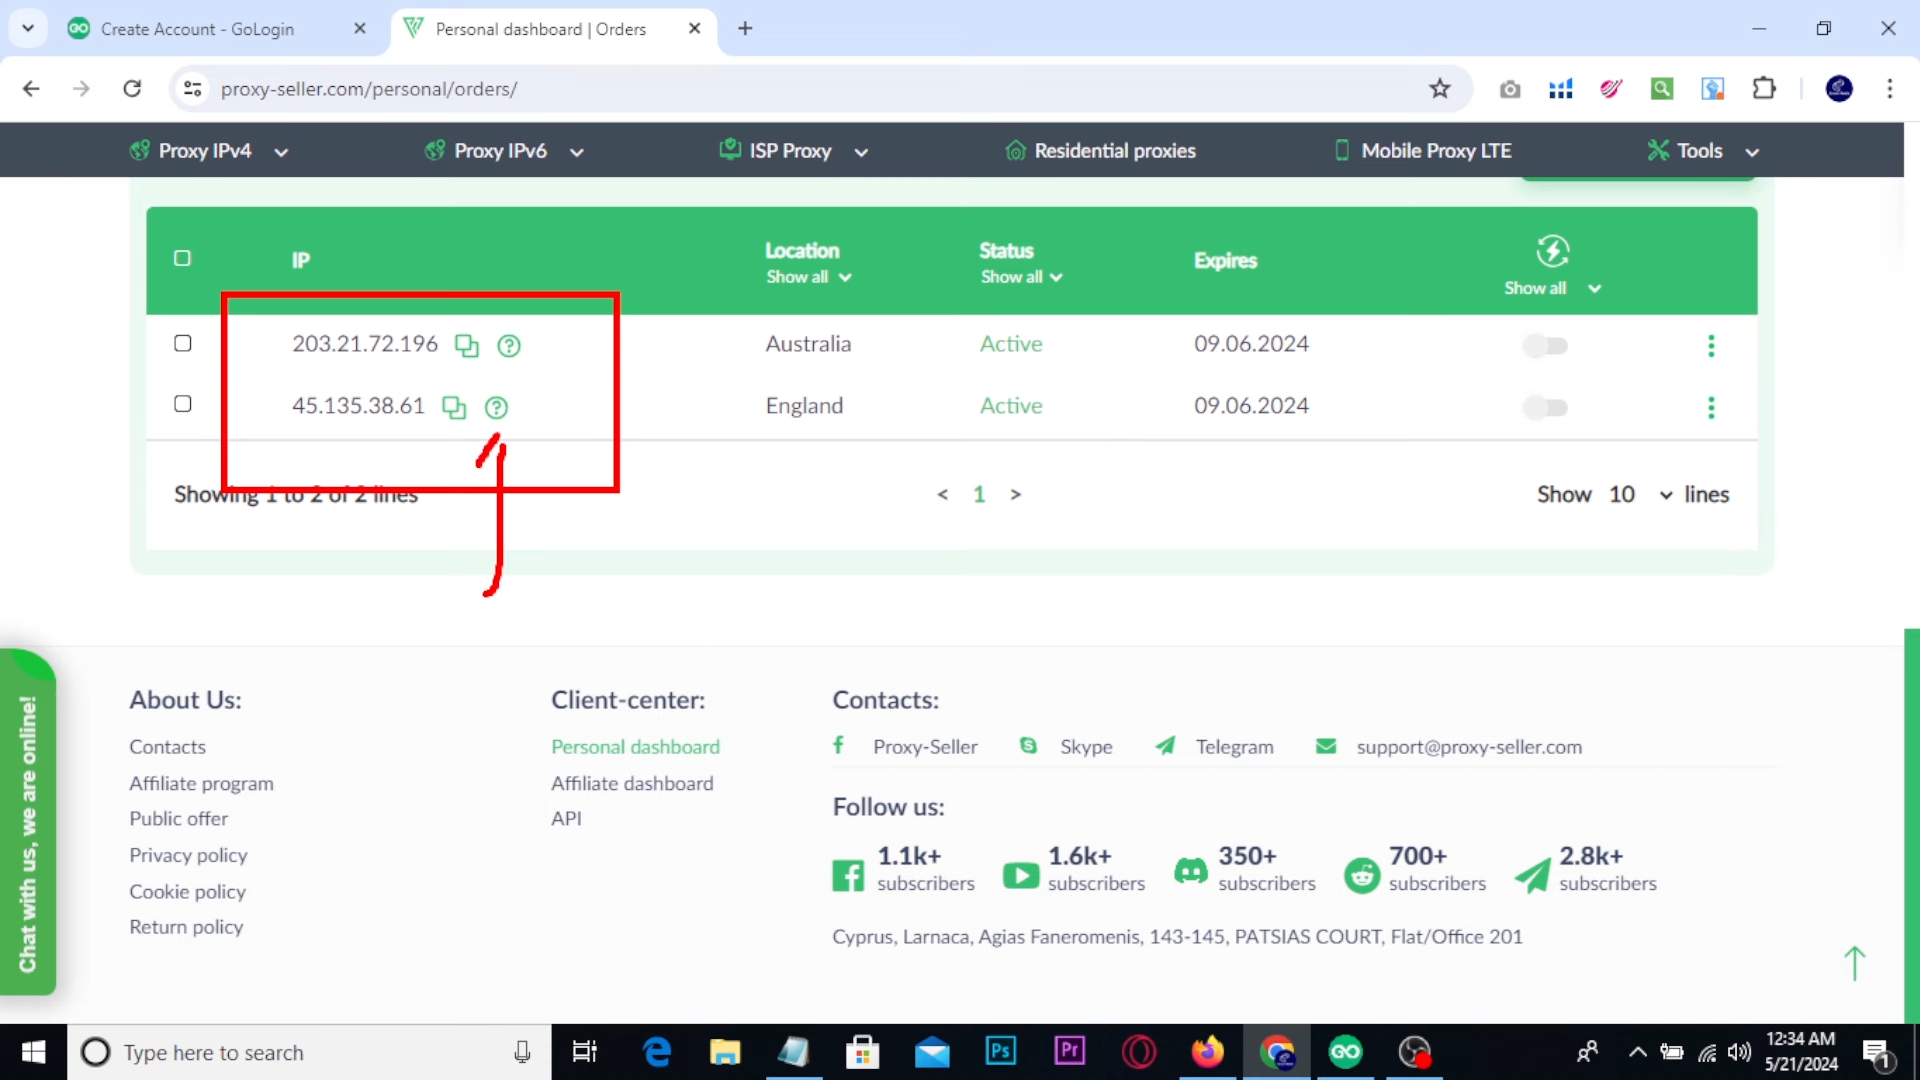 Create Account - GoLogin
Personal dashboard | Orders
proxy-seller.com/personal/orders/
Proxy IPv4
Proxy IPv6
ISP Proxy
Residential proxies
Mobile Proxy LTE
Tools
IP
Location
Show all
Status
Show all
Expires
Show all
203.21.72.196
Australia
Active
09.06.2024
45.135.38.61
England
Active
09.06.2024
Showing 1 to 2 of 2 lines
< 1 >
Show 10 lines
Chat with us, we are online!
About Us:
Contacts
Affiliate program
Public offer
Privacy policy
Cookie policy
Return policy
Client-center:
Personal dashboard
Affiliate dashboard
API
Contacts:
Proxy-Seller
Skype
Telegram
support@proxy-seller.com
Follow us:
1.1k+
subscribers
1.6k+
subscribers
350+
subscribers
700+
subscribers
2.8k+
subscribers
Cyprus, Larnaca, Agias Faneromenis, 143-145, PATSIAS COURT, Flat/Office 201
Type here to search
Ps
Pr
GO
12:34 AM
5/21/2024
1